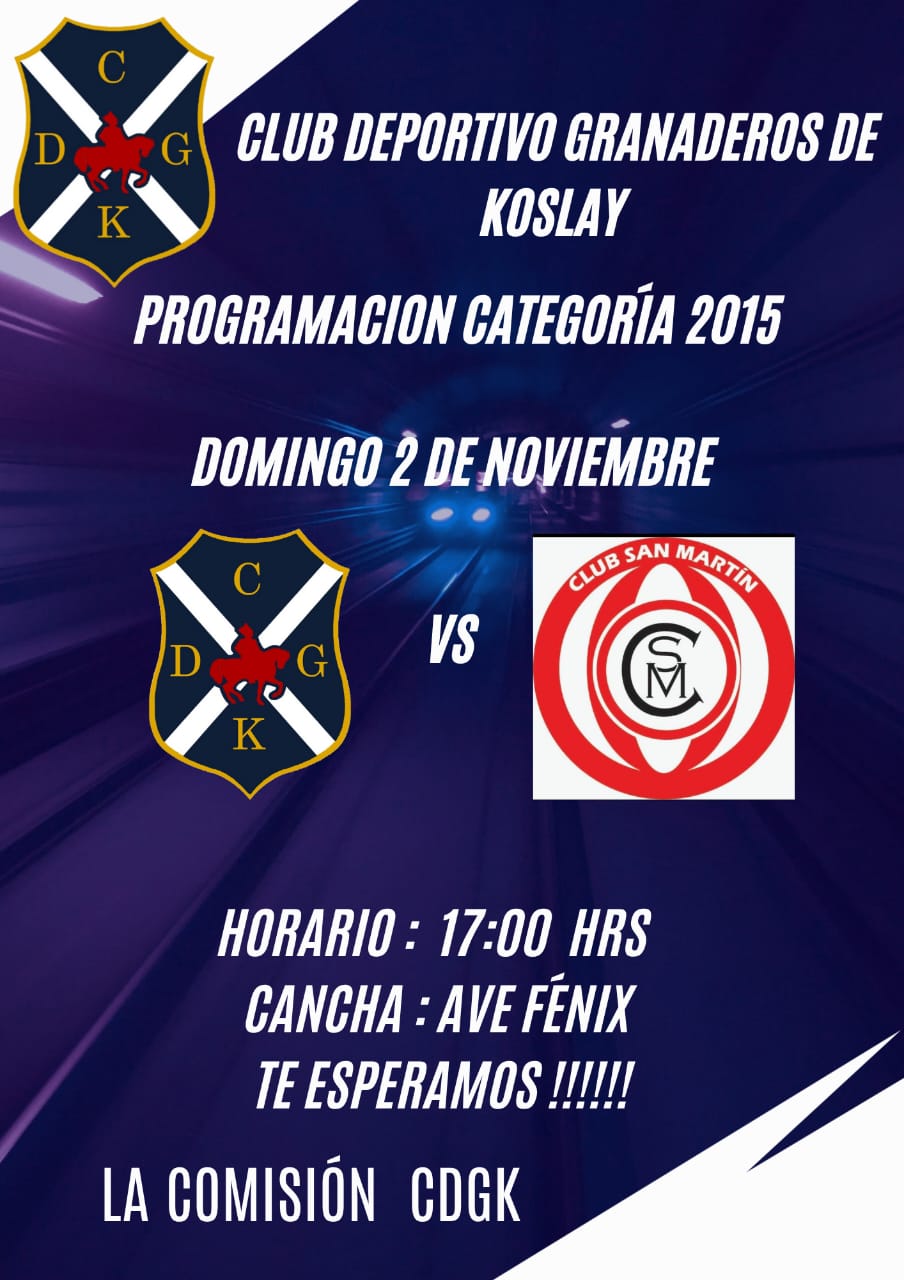 C
D G
K
CLUB DEPORTIVO GRANADEROS DE
KOSLAY
PROGRAMACION CATEGORÍA 2015
DOMINGO 2 DE NOVIEMBRE
C
D G
K
VS
CLUB SAN MARTÍN
CSM
HORARIO : 17:00 HRS
CANCHA : AVE FÉNIX
TE ESPERAMOS !!!!!!
LA COMISIÓN CDGK